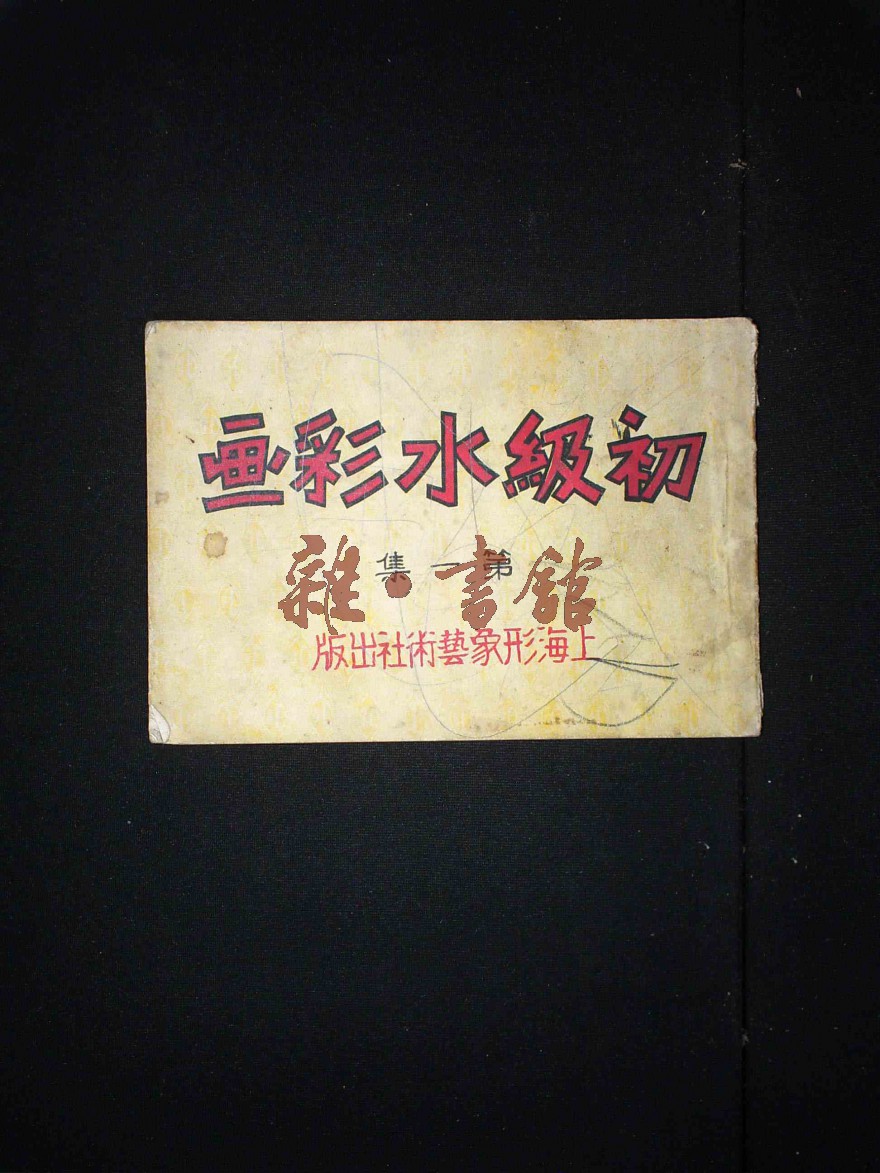 初級水彩画
第一集
雜·書館
上海形象藝術社出版